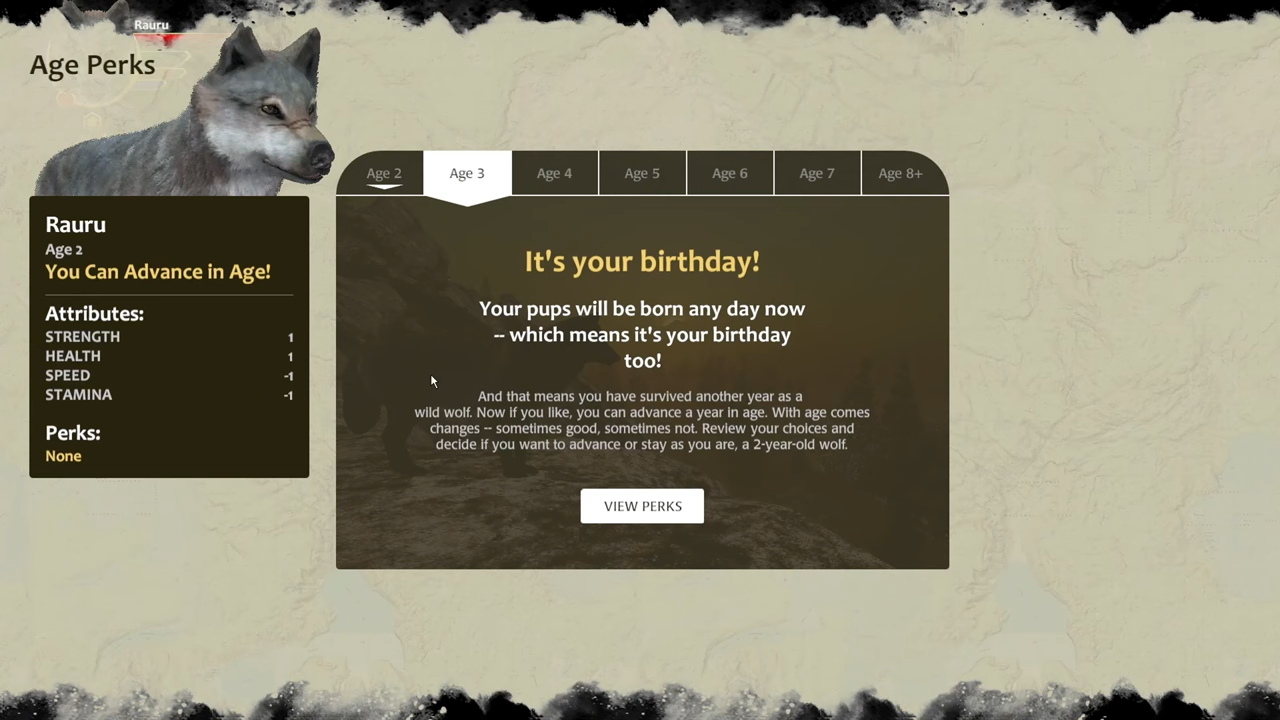 Rauru
Age Perks
Age 2
Age 3
Age 4
Age 5
Age 6
Age 7
Age 8+
Rauru
Age 2
You Can Advance in Age!
Attributes:
STRENGTH 1
HEALTH 1
SPEED -1
STAMINA -1
Perks:
None
It's your birthday!
Your pups will be born any day now
-- which means it's your birthday
too!
And that means you have survived another year as a
wild wolf. Now if you like, you can advance a year in age. With age comes
changes -- sometimes good, sometimes not. Review your choices and
decide if you want to advance or stay as you are, a 2-year-old wolf.
VIEW PERKS